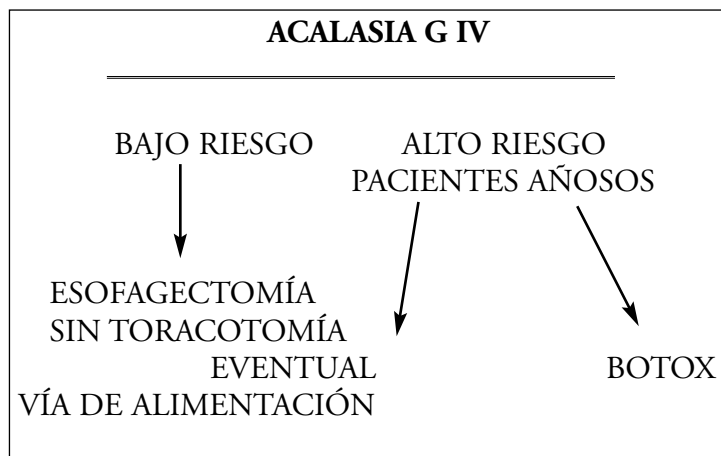 ACALASIA G IV
BAJO RIESGO
ALTO RIESGO
PACIENTES AÑOSOS
ESOFAGECTOMÍA
SIN TORACOTOMÍA
EVENTUAL
VÍA DE ALIMENTACIÓN
BOTOX